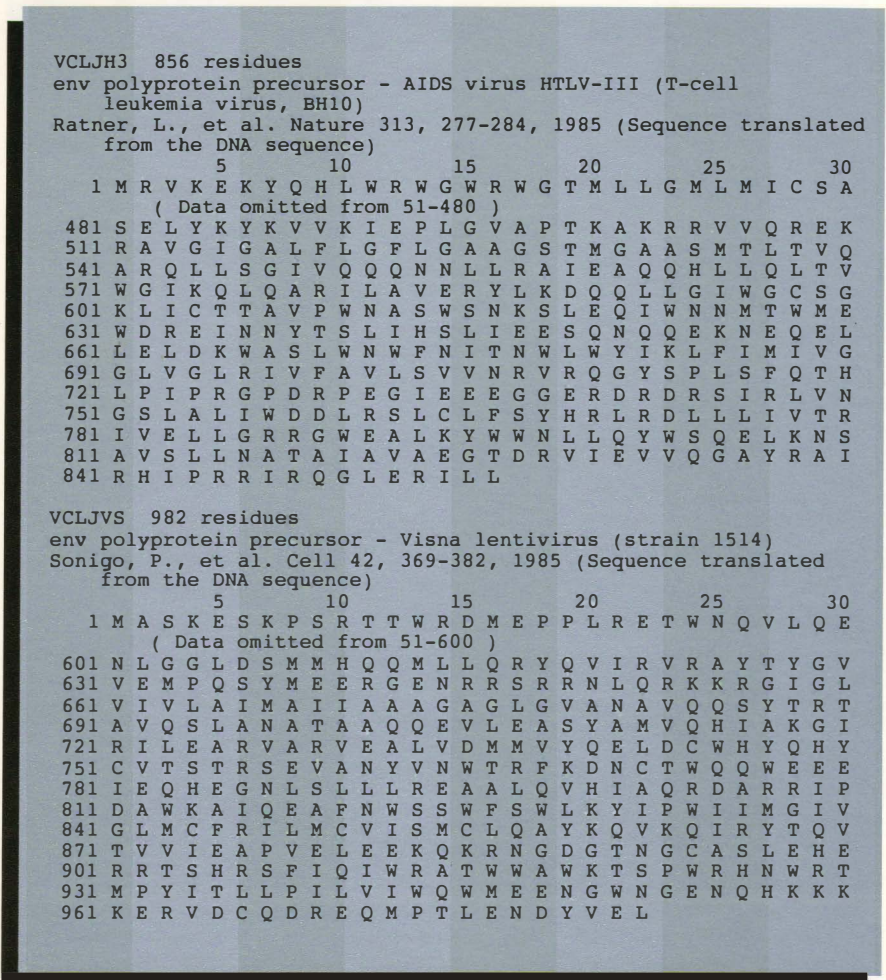 VCLJH3 856 residues
env polyprotein precursor - AIDS virus HTLV-III (T-cell
leukemia virus, BH10)
Ratner, L., et al. Nature 313, 277-284, 1985 (Sequence translated
from the DNA sequence)
5 10 15 20 25 30
1 M R V K E K Y Q H L W R W G W R W G T M L L G M L M I C S A
( Data omitted from 51-480 )
481 S E L Y K Y K V V K I E P L G V A P T K A K R R V V Q R E K
511 R A V G I G A L F L G F L G A A G S T M G A A S M T L T V Q
541 A R Q L L S G I V Q Q Q N N L L R A I E A Q Q H L L Q L T V
571 W G I K Q L Q A R I L A V E R Y L K D Q Q L L G I W G C S G
601 K L I C T T A V P W N A S W S N K S L E Q I W N N M T W M E
631 W D R E I N N Y T S L I H S L I E E S Q N Q Q E K N E Q E L
661 L E L D K W A S L W N W F N I T N W L W Y I K L F I M I V G
691 G L V G L R I V F A V L S V V N R V R Q G Y S P L S F Q T H
721 L P I P R G P D R P E G I E E E G G E R D R D R S I R L V N
751 G S L A L I W D D L R S L C L F S Y H R L R D L L L I V T R
781 I V E L L G R R G W E A L K Y W W N L L Q Y W S Q E L K N S
811 A V S L L N A T A I A V A E G T D R V I E V V Q G A Y R A I
841 R H I P R R I R Q G L E R I L L
VCLJVS 982 residues
env polyprotein precursor - Visna lentivirus (strain 1514)
Sonigo, P., et al. Cell 42, 369-382, 1985 (Sequence translated
from the DNA sequence)
5 10 15 20 25 30
1 M A S K E S K P S R T T W R D M E P P L R E T W N Q V L Q E
( Data omitted from 51-600 )
601 N L G G L D S M M H Q Q M L L Q R Y Q V I R V R A Y T Y G V
631 V E M P Q S Y M E E R G E N R R S R R N L Q R K K R G I G L
661 V I V L A I M A I I A A A G A G L G V A N A V Q Q S Y T R T
691 A V Q S L A N A T A A Q Q E V L E A S Y A M V Q H I A K G I
721 R I L E A R V A R V E A L V D M M V Y Q E L D C W H Y Q H Y
751 C V T S T R S E V A N Y V N W T R F K D N C T W Q Q W E E E
781 I E Q H E G N L S L L L R E A A L Q V H I A Q R D A R R I P
811 D A W K A I Q E A F N W S S W F S W L K Y I P W I I M G I V
841 G L M C F R I L M C V I S M C L Q A Y K Q V K Q I R Y T Q V
871 T V V I E A P V E L E E K Q K R N G D G T N G C A S L E H E
901 R R T S H R S F I Q I W R A T W W A W K T S P W R H N W R T
931 M P Y I T L L P I L V I W Q W M E E N G W N G E N Q H K K K
961 K E R V D C Q D R E Q M P T L E N D Y V E L